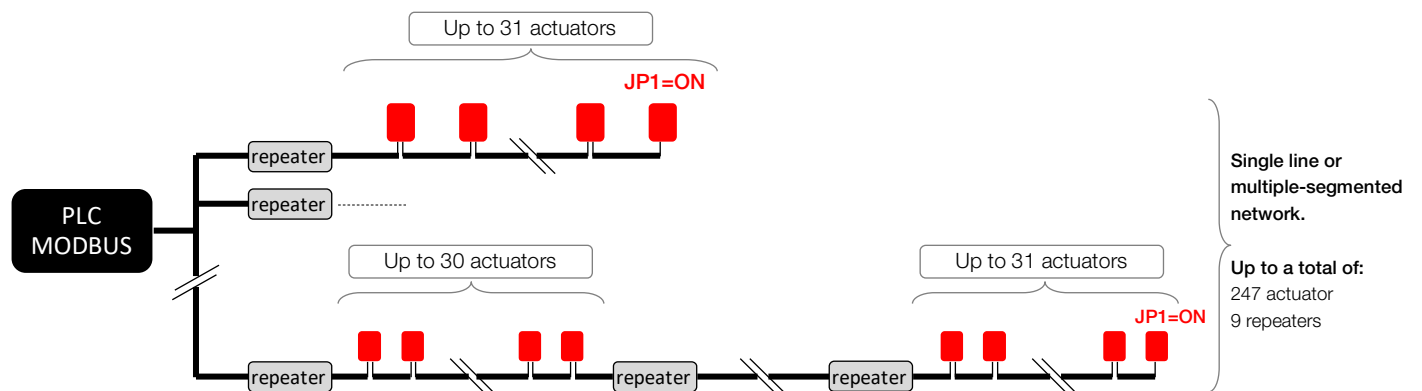 Up to 31 actuators
JP1=ON
repeater
repeater
PLC
MODBUS
Up to 30 actuators
Up to 31 actuators
JP1=ON
repeater
repeater
repeater
Single line or
multiple-segmented
network.
Up to a total of:
247 actuator
9 repeaters